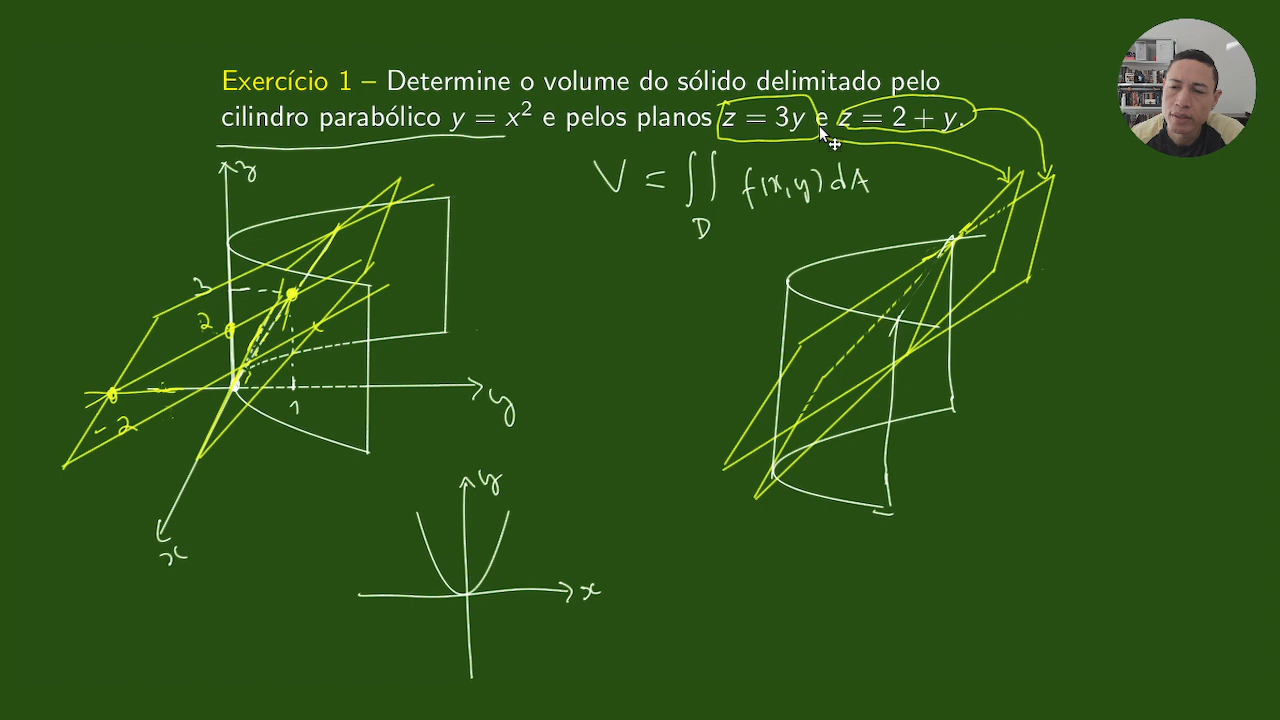 Exercício 1 – Determine o volume do sólido delimitado pelo
cilindro parabólico y = x² e pelos planos z = 3y e z = 2 + y.
V = ∬ f(x,y) dA
D
z
3
2
-2
1
y
x
y
x